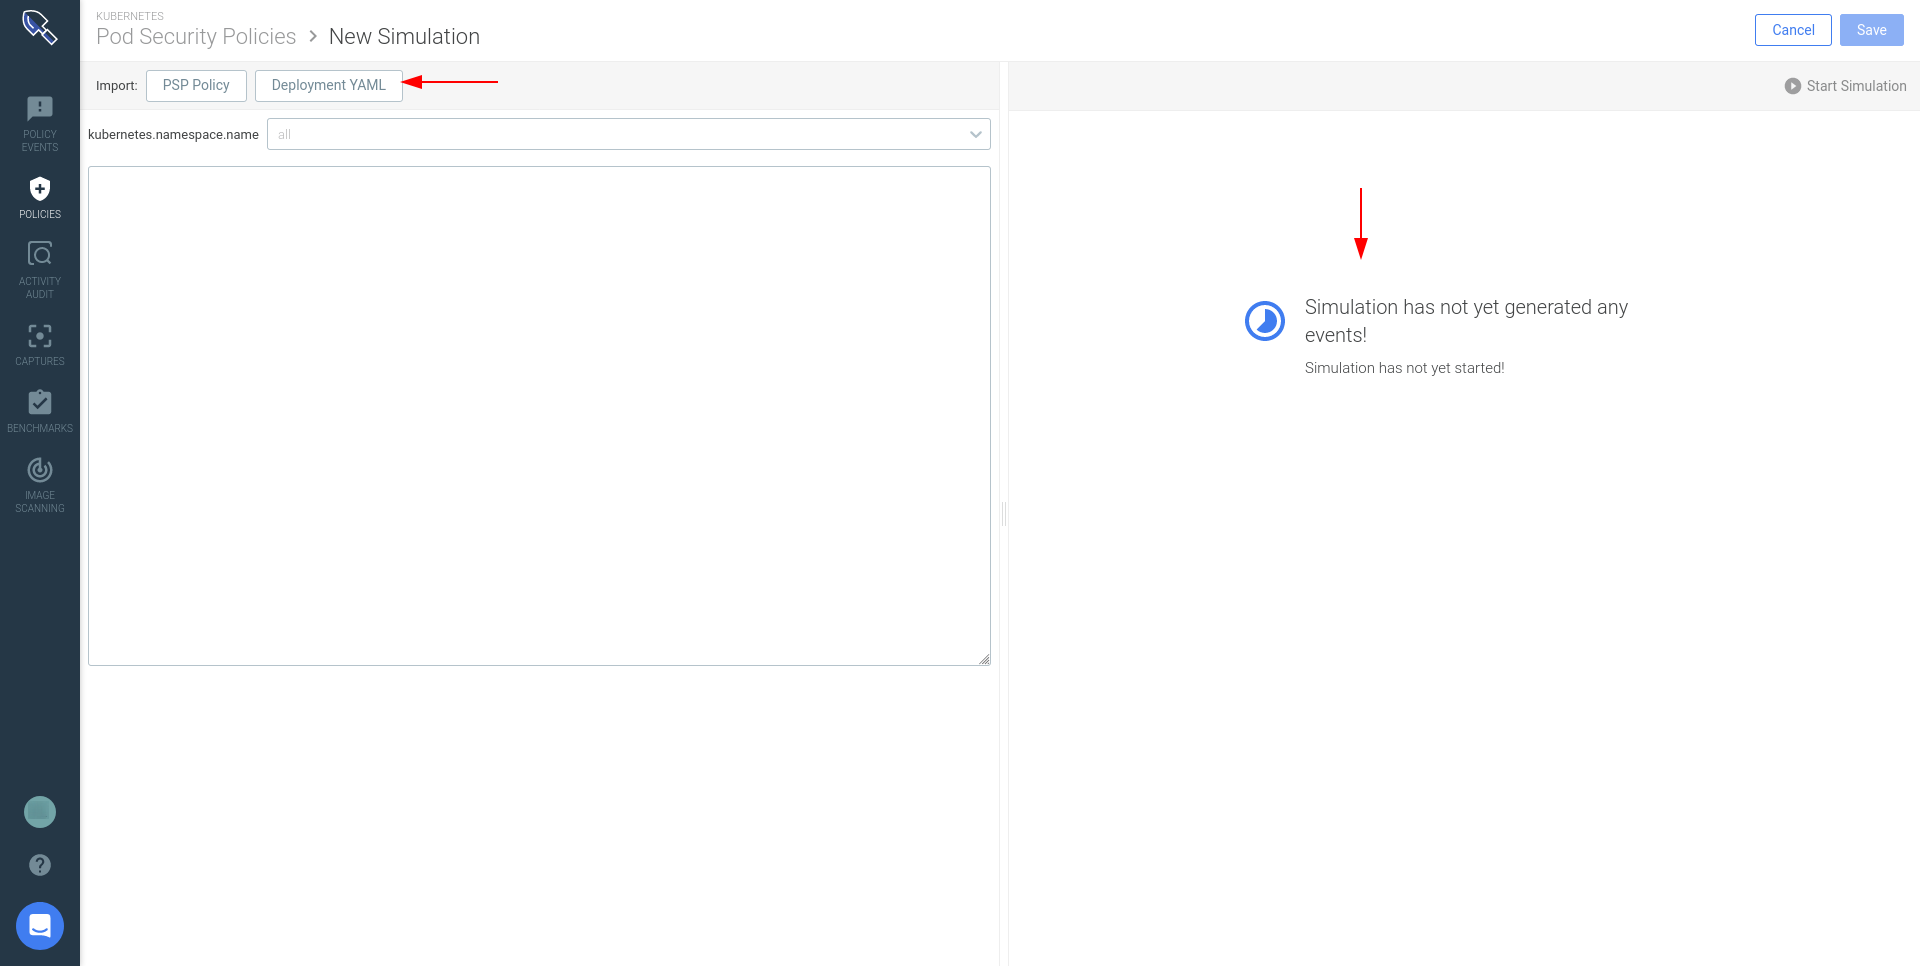 KUBERNETES
Pod Security Policies > New Simulation
Cancel
Save
Import:
PSP Policy
Deployment YAML
Start Simulation
kubernetes.namespace.name
all
POLICY
EVENTS
POLICIES
ACTIVITY
AUDIT
CAPTURES
BENCHMARKS
IMAGE
SCANNING
Simulation has not yet generated any
events!
Simulation has not yet started!